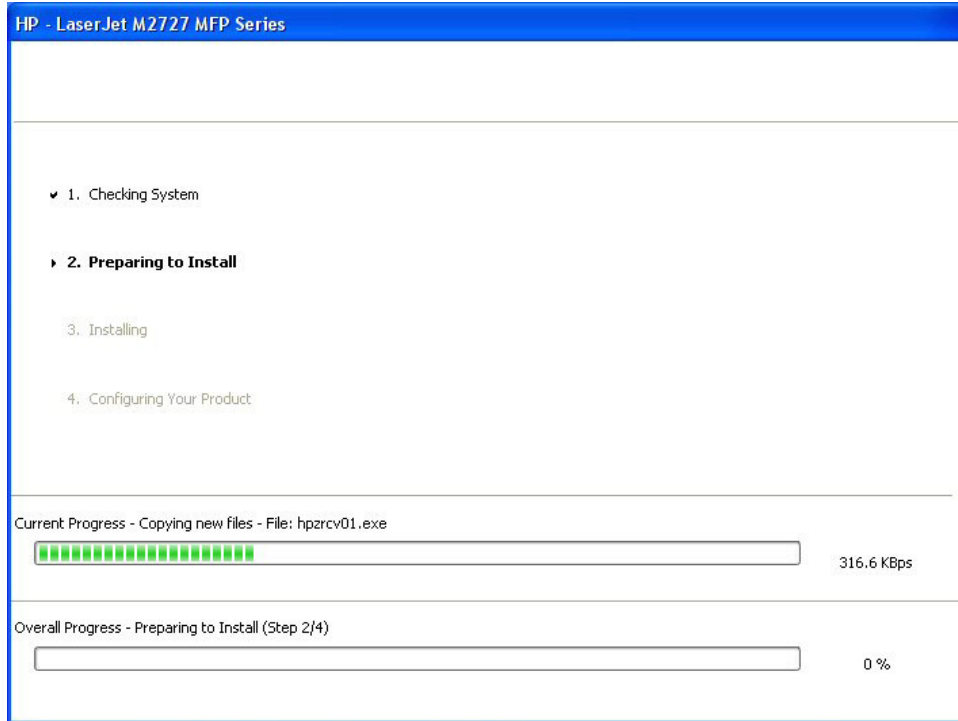 HP - LaserJet M2727 MFP Series
1. Checking System
2. Preparing to Install
3. Installing
4. Configuring Your Product
Current Progress - Copying new files - File: hpzrcv01.exe
316.6 KBps
Overall Progress - Preparing to Install (Step 2/4)
0 %